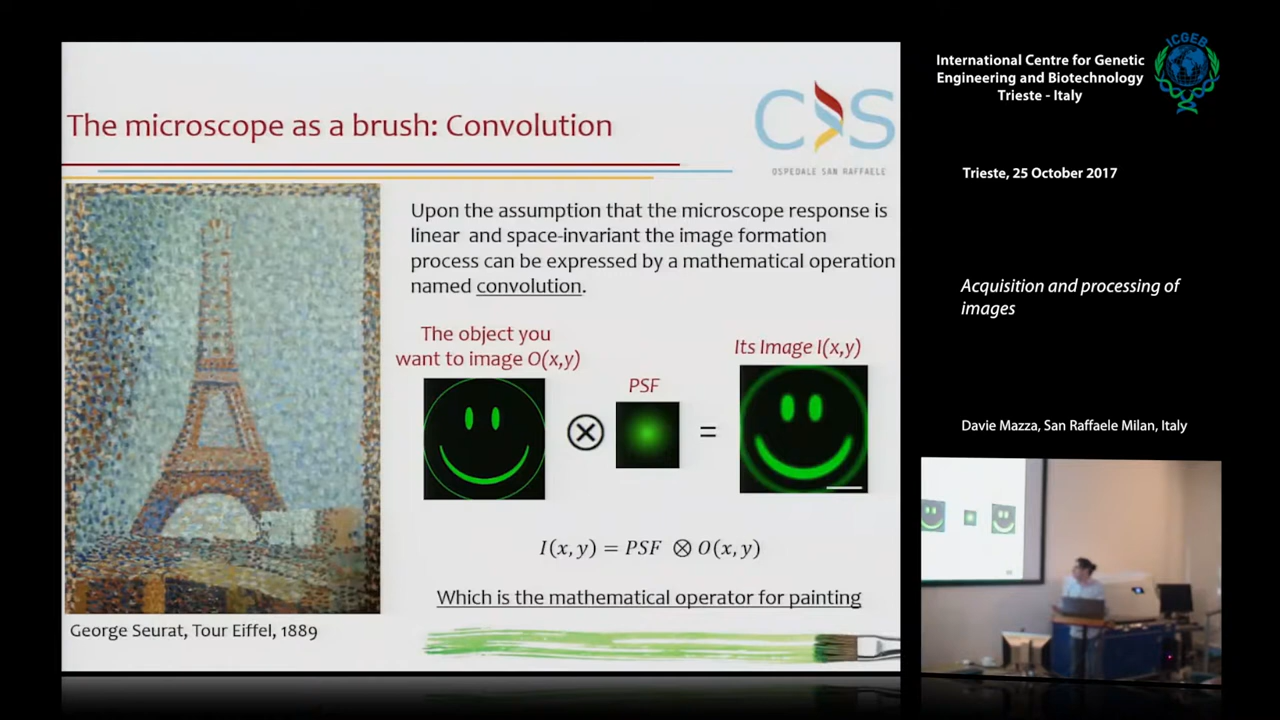 The microscope as a brush: Convolution
OSPEDALE SAN RAFFAELE
Upon the assumption that the microscope response is
linear and space-invariant the image formation
process can be expressed by a mathematical operation
named convolution.
The object you
want to image O(x,y)
PSF
Its Image I(x,y)
⊗
=
I(x, y) = PSF ⊗ O(x, y)
Which is the mathematical operator for painting
George Seurat, Tour Eiffel, 1889
International Centre for Genetic
Engineering and Biotechnology
Trieste - Italy
ICGEB
Trieste, 25 October 2017
Acquisition and processing of
images
Davie Mazza, San Raffaele Milan, Italy